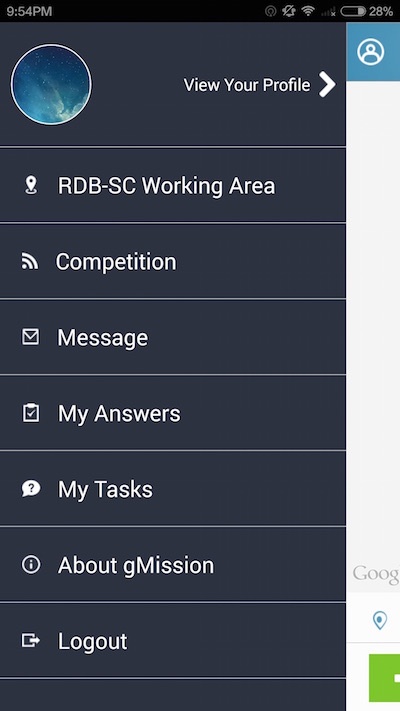 9:54PM
28%
View Your Profile
RDB-SC Working Area
Competition
Message
My Answers
My Tasks
About gMission
Logout
Goog